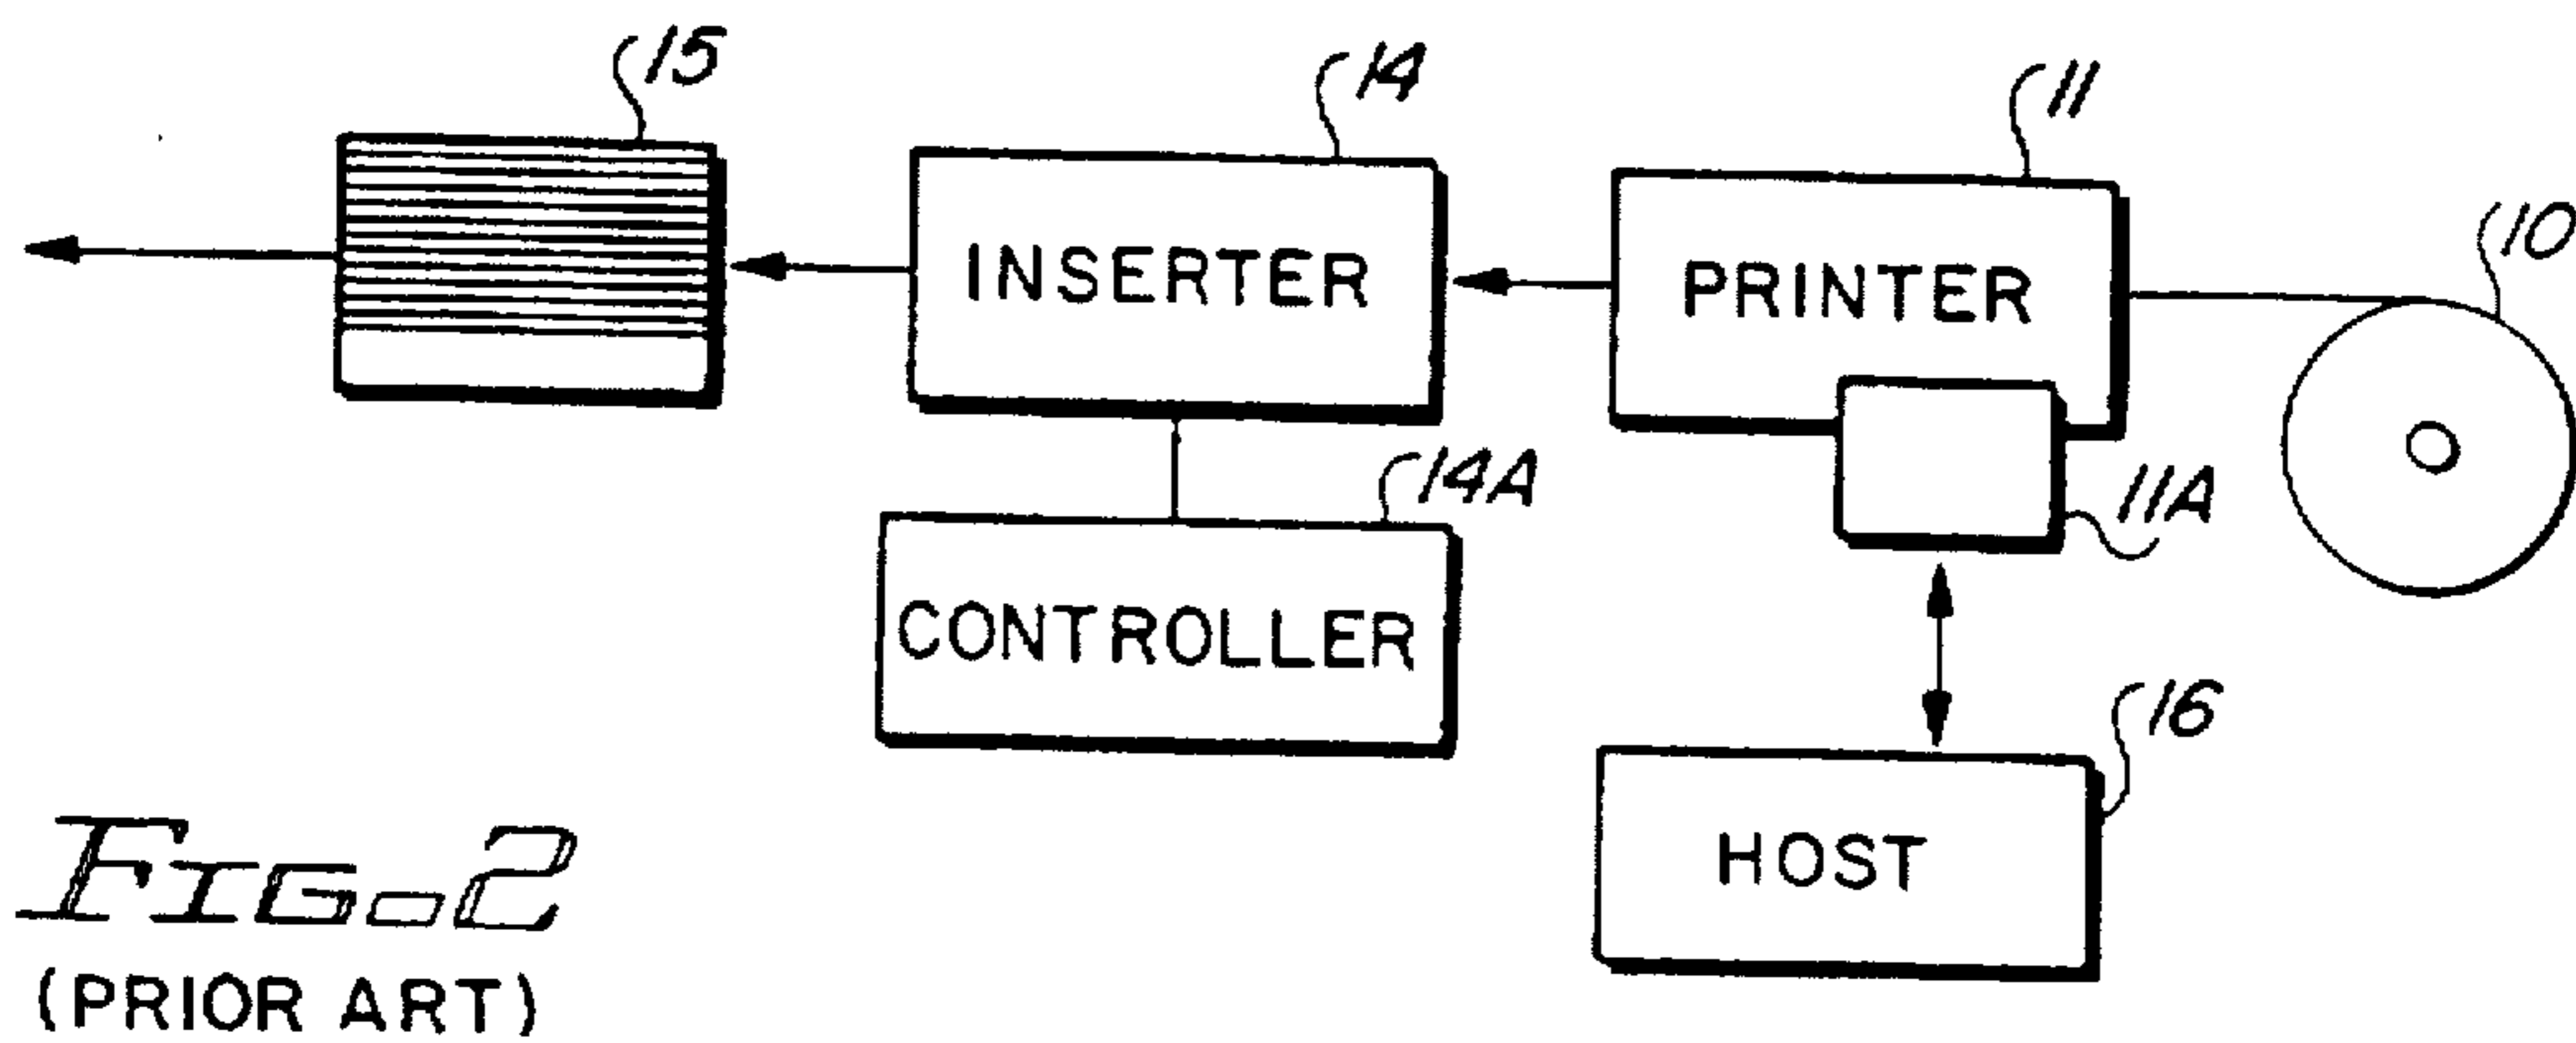 15
14
11
10
INSERTER
PRINTER
14A
11A
CONTROLLER
16
HOST
FIG. 2
(PRIOR ART)